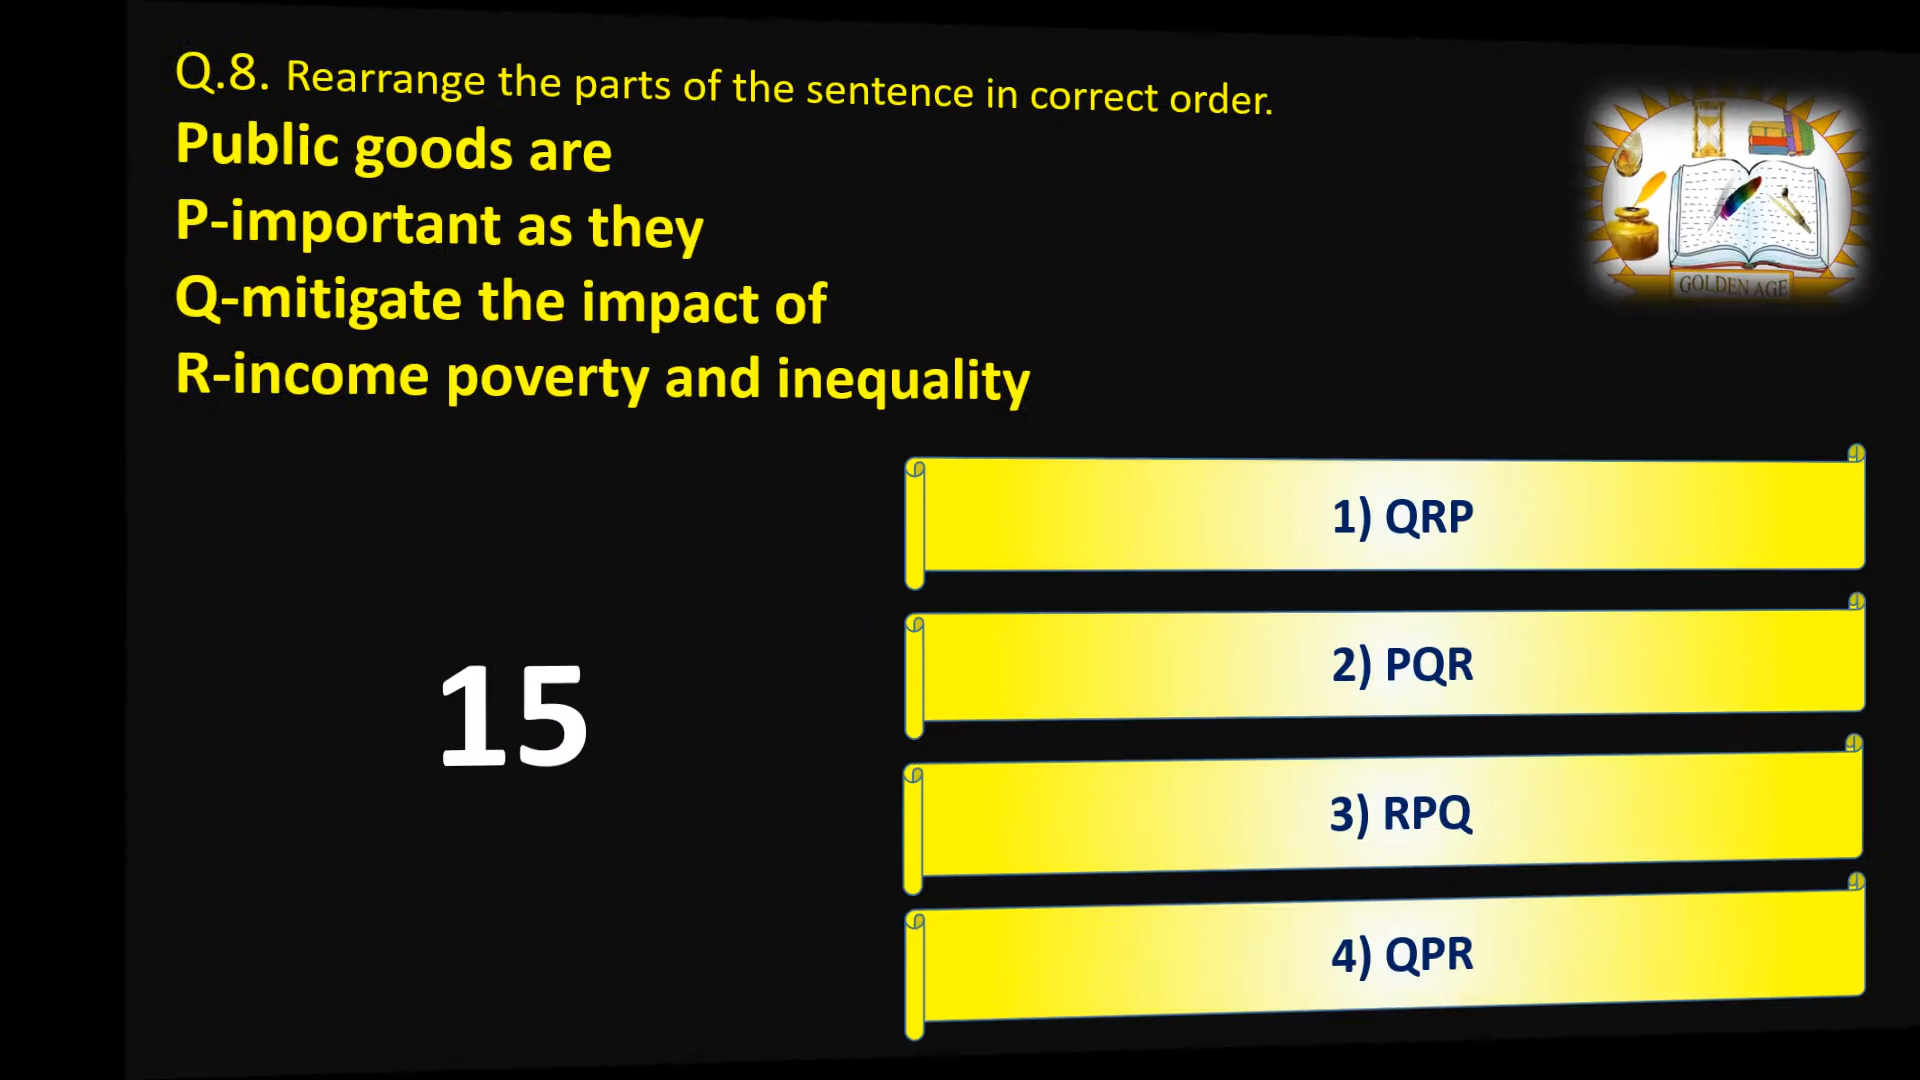 Q.8. Rearrange the parts of the sentence in correct order.
Public goods are
P-important as they
Q-mitigate the impact of
R-income poverty and inequality
GOLDEN AGE
1) QRP
2) PQR
3) RPQ
4) QPR
15